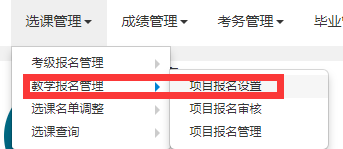 选课管理 成绩管理 考务管理 毕业
考级报名管理
教学报名管理
选课名单调整
选课查询
项目报名设置
项目报名审核
项目报名管理